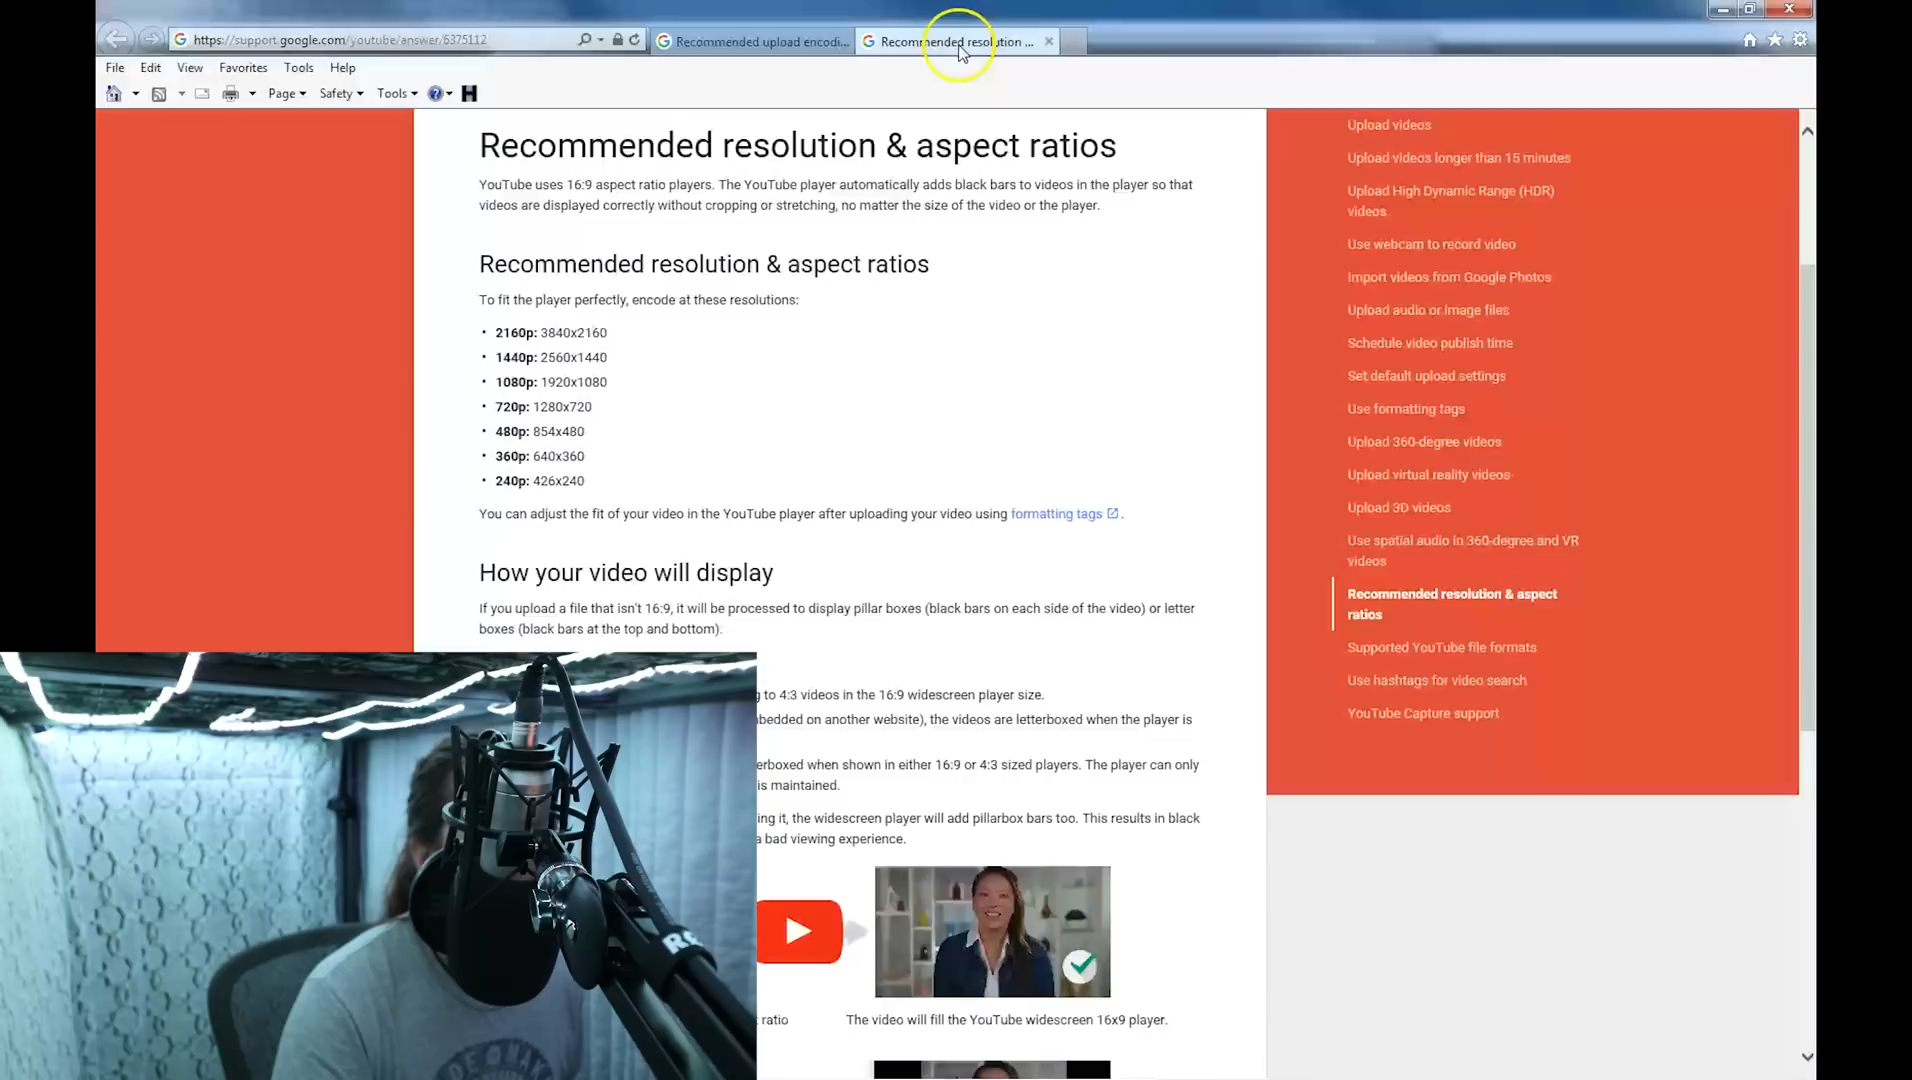 https://support.google.com/youtube/answer/6375112
Recommended upload encodi...
Recommended resolution ...
File Edit View Favorites Tools Help
Page Safety Tools
Recommended resolution & aspect ratios
YouTube uses 16:9 aspect ratio players. The YouTube player automatically adds black bars to videos in the player so that
videos are displayed correctly without cropping or stretching, no matter the size of the video or the player.
Recommended resolution & aspect ratios
To fit the player perfectly, encode at these resolutions:
• 2160p: 3840x2160
• 1440p: 2560x1440
• 1080p: 1920x1080
• 720p: 1280x720
• 480p: 854x480
• 360p: 640x360
• 240p: 426x240
You can adjust the fit of your video in the YouTube player after uploading your video using formatting tags .
How your video will display
If you upload a file that isn't 16:9, it will be processed to display pillar boxes (black bars on each side of the video) or letter
boxes (black bars at the top and bottom).
to 4:3 videos in the 16:9 widescreen player size.
on another website), the videos are letterboxed when the player is
when shown in either 16:9 or 4:3 sized players. The player can only
is maintained.
it, the widescreen player will add pillarbox bars too. This results in black
a bad viewing experience.
ratio
The video will fill the YouTube widescreen 16x9 player.
Upload videos
Upload videos longer than 15 minutes
Upload High Dynamic Range (HDR)
videos
Use webcam to record video
Import videos from Google Photos
Upload audio or image files
Schedule video publish time
Set default upload settings
Use formatting tags
Upload 360-degree videos
Upload virtual reality videos
Upload 3D videos
Use spatial audio in 360-degree and VR
videos
Recommended resolution & aspect
ratios
Supported YouTube file formats
Use hashtags for video search
YouTube Capture support